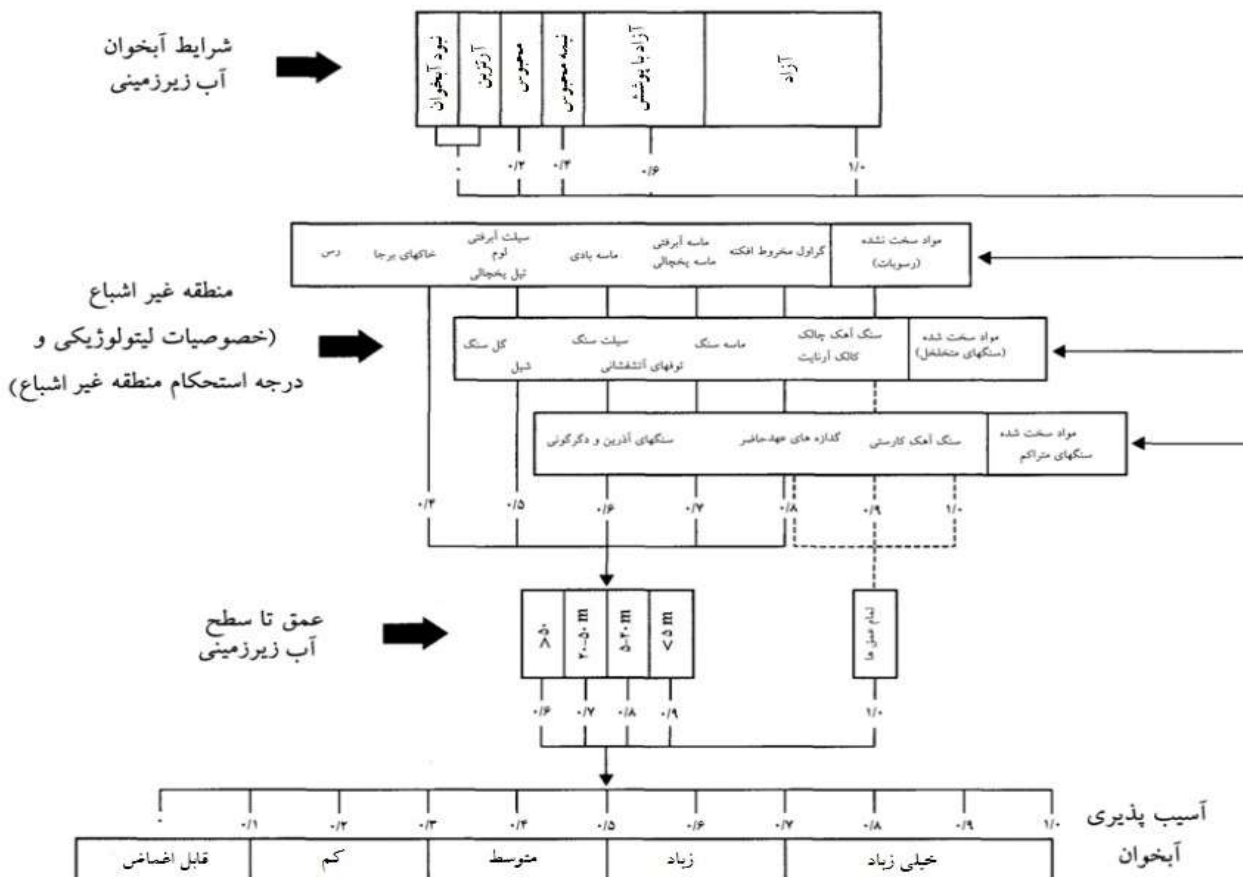 شرایط آبخوان
آب زیرزمینی
نبود آبخوان
آرتزین
محبوس
نیمه محبوس
آزاد با پوشش
آزاد
۰
۰/۲
۰/۴
۰/۶
۱/۰
منطقه غیر اشباع
(خصوصیات لیتولوژیکی و
درجه استحکام منطقه غیر اشباع)
مواد سخت نشده
(رسوبات)
گراول مخروط افکنه
ماسه آبرفتی
ماسه یخچالی
ماسه بادی
سیلت آبرفتی
لوم
تیل یخچالی
خاکهای برجا
رس
مواد سخت شده
(سنگهای متخلخل)
سنگ آهک چالک
کالک آرنایت
ماسه سنگ
سیلت سنگ
توفهای آتشفشانی
گل سنگ
شیل
مواد سخت شده
سنگهای متراکم
سنگ آهک کارستی
گدازه های عهدحاضر
سنگهای آذرین و دگرگونی
۰/۴
۰/۵
۰/۶
۰/۷
۰/۸
۰/۹
۱/۰
عمق تا سطح
آب زیرزمینی
>۵۰
۲۰-۵۰ m
۵-۲۰ m
<۵ m
تمام عمق ها
۰/۶
۰/۷
۰/۸
۰/۹
۱/۰
آسیب پذیری
آبخوان
۰
۰/۱
۰/۲
۰/۳
۰/۴
۰/۵
۰/۶
۰/۷
۰/۸
۰/۹
۱/۰
قابل اغماض
کم
متوسط
زیاد
خیلی زیاد